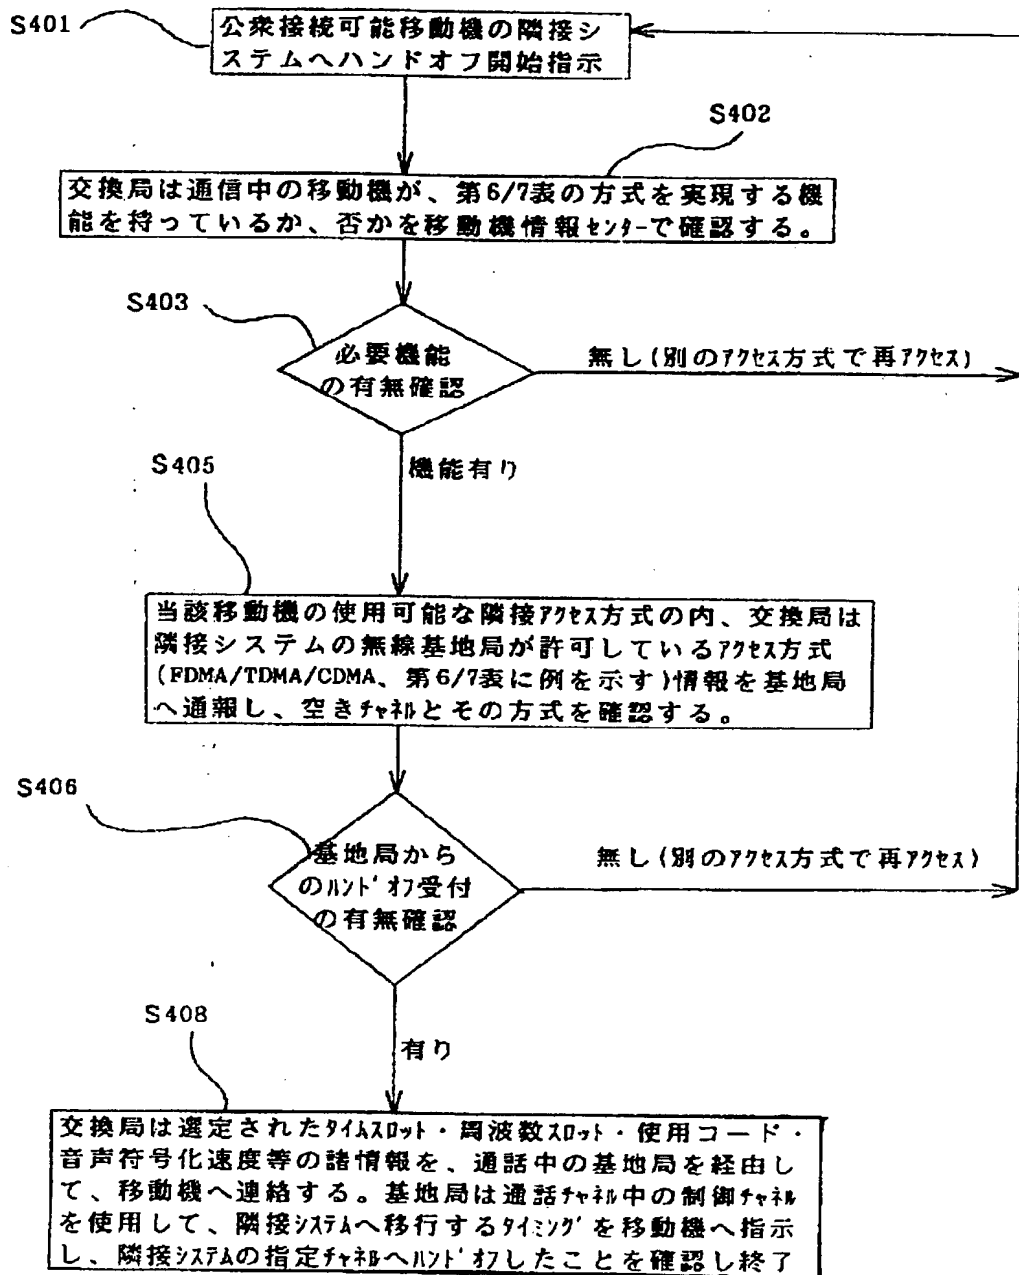 S401
公衆接続可能移動機の隣接シ
ステムへハンドオフ開始指示
S402
交換局は通信中の移動機が、第6/7表の方式を実現する機
能を持っているか、否かを移動機情報ｾﾝﾀｰで確認する。
S403
必要機能
の有無確認
無し(別のｱｸｾｽ方式で再ｱｸｾｽ)
機能有り
S405
当該移動機の使用可能な隣接ｱｸｾｽ方式の内、交換局は
隣接システムの無線基地局が許可しているｱｸｾｽ方式
(FDMA/TDMA/CDMA、第6/7表に例を示す)情報を基地局
へ通報し、空きﾁｬﾈﾙとその方式を確認する。
S406
基地局から
のﾊﾝﾄﾞｵﾌ受付
の有無確認
無し(別のｱｸｾｽ方式で再ｱｸｾｽ)
有り
S408
交換局は選定されたﾀｲﾑｽﾛｯﾄ・周波数ｽﾛｯﾄ・使用コード・
音声符号化速度等の諸情報を、通話中の基地局を経由し
て、移動機へ連絡する。基地局は通話ﾁｬﾈﾙ中の制御ﾁｬﾈﾙ
を使用して、隣接ｼｽﾃﾑへ移行するﾀｲﾐﾝｸﾞを移動機へ指示
し、隣接ｼｽﾃﾑの指定ﾁｬﾈﾙへﾊﾝﾄﾞｵﾌしたことを確認し終了